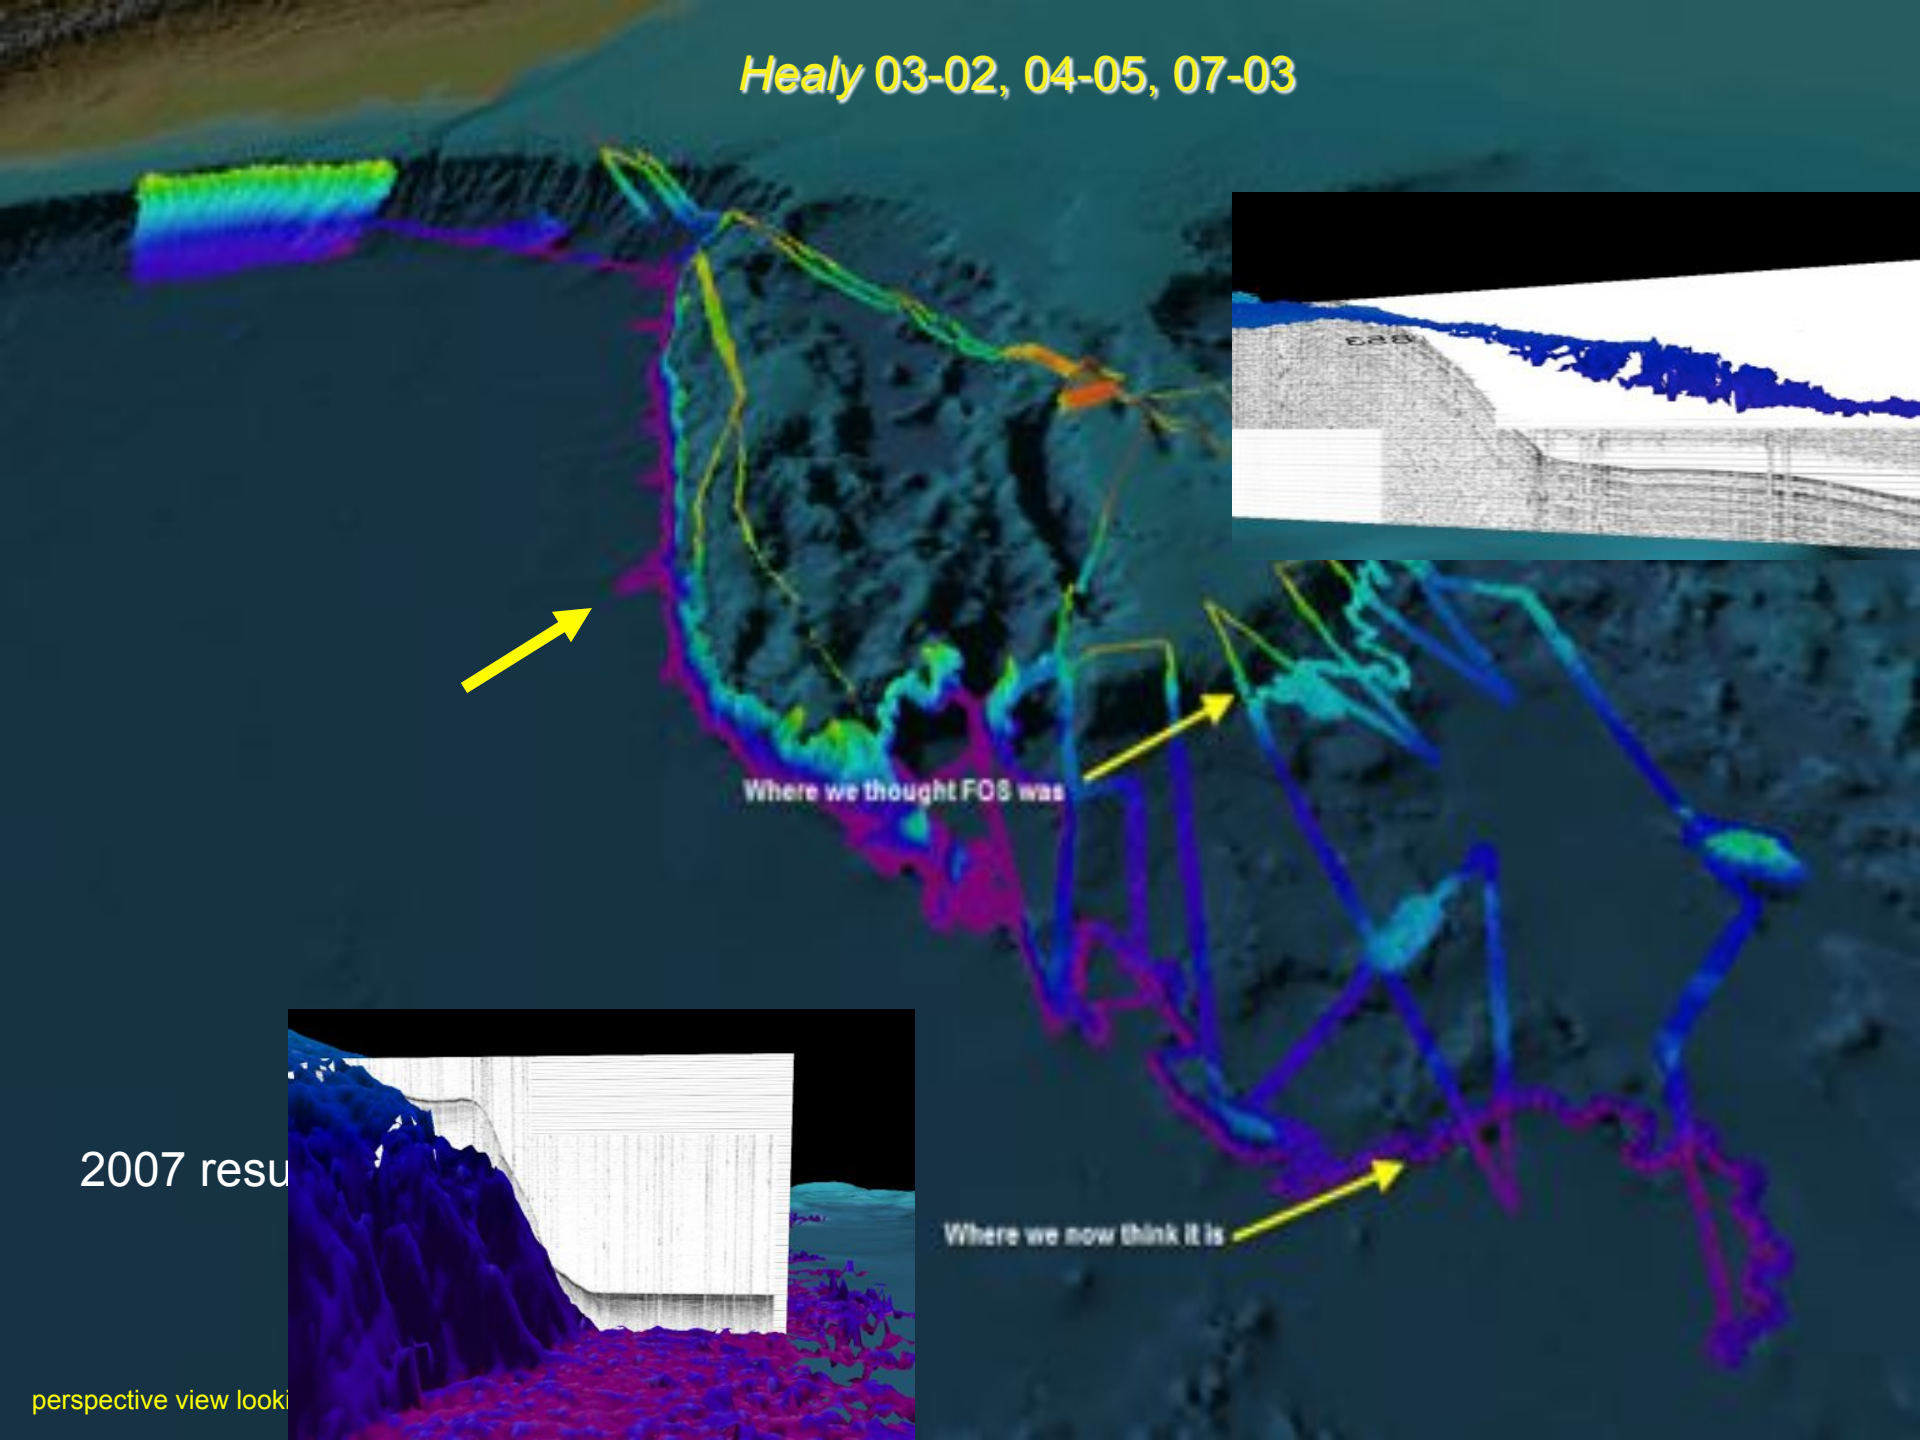 Healy 03-02, 04-05, 07-03
Where we thought FOS was
Where we now think it is
2007 resu
perspective view looki